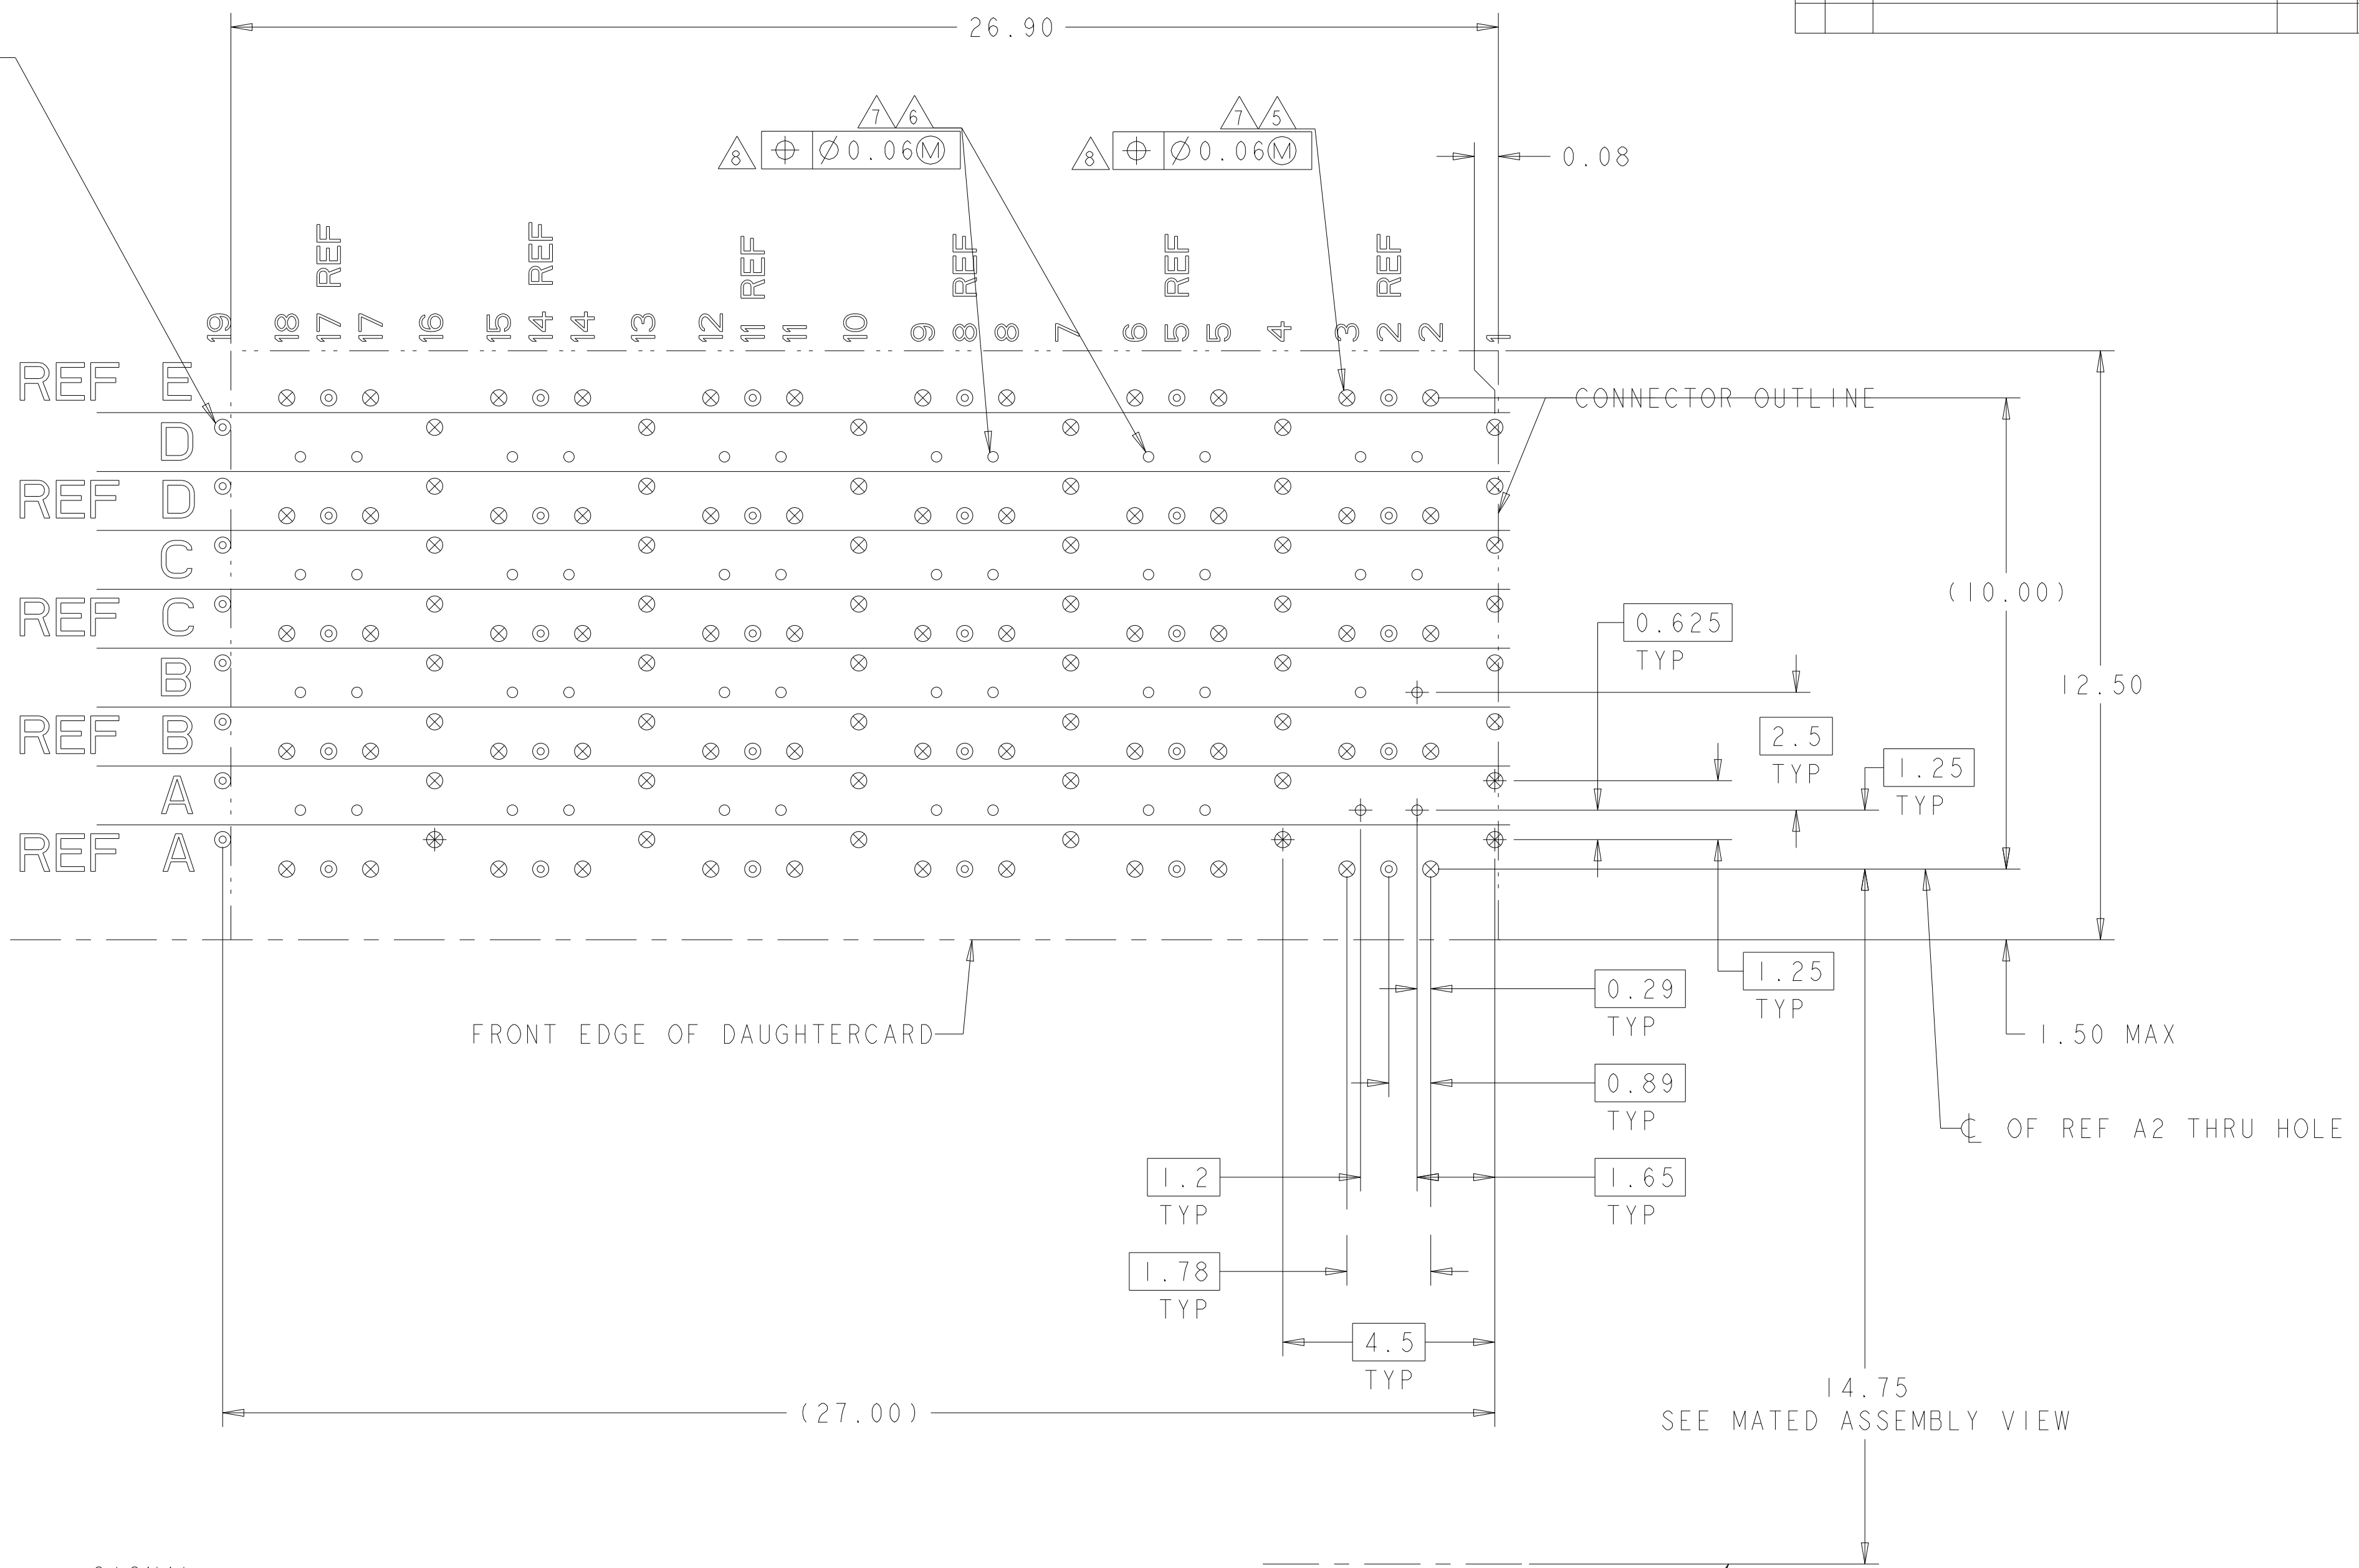 26.90
7 6
7 5
8 ⌖ ∅0.06Ⓜ
8 ⌖ ∅0.06Ⓜ
0.08
19 18 17 REF 17 16 15 14 REF 14 13 12 11 REF 11 10 9 8 REF 8 7 6 5 REF 5 4 3 2 REF 2 1
REF E
CONNECTOR OUTLINE
D
REF D
C
(10.00)
REF C
0.625
TYP
B
12.50
REF B
2.5
TYP
1.25
TYP
A
REF A
1.25
TYP
0.29
TYP
FRONT EDGE OF DAUGHTERCARD
1.50 MAX
0.89
TYP
℄ OF REF A2 THRU HOLE
1.2
TYP
1.65
TYP
1.78
TYP
4.5
TYP
14.75
SEE MATED ASSEMBLY VIEW
(27.00)